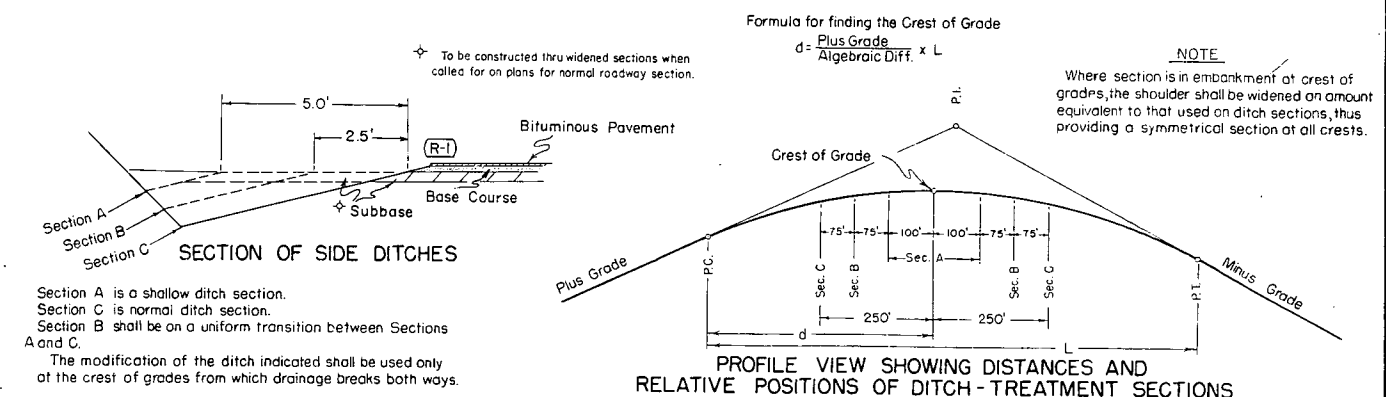 To be constructed thru widened sections when
called for on plans for normal roadway section.
5.0'
2.5'
R-1
Bituminous Pavement
Base Course
Subbase
Section A
Section B
Section C
SECTION OF SIDE DITCHES
Section A is a shallow ditch section.
Section C is normal ditch section.
Section B shall be on a uniform transition between Sections
A and C.
The modification of the ditch indicated shall be used only
at the crest of grades from which drainage breaks both ways.
Formula for finding the Crest of Grade
d = Plus Grade / Algebraic Diff. x L
NOTE
Where section is in embankment at crest of
grades, the shoulder shall be widened an amount
equivalent to that used on ditch sections, thus
providing a symmetrical section at all crests.
P.I.
Crest of Grade
75' 75' 100' 100' 75' 75'
Sec. A
Sec. C Sec. B Sec. B Sec. C
Plus Grade
P.C.
P.T.
Minus Grade
250' 250'
d
L
PROFILE VIEW SHOWING DISTANCES AND
RELATIVE POSITIONS OF DITCH-TREATMENT SECTIONS